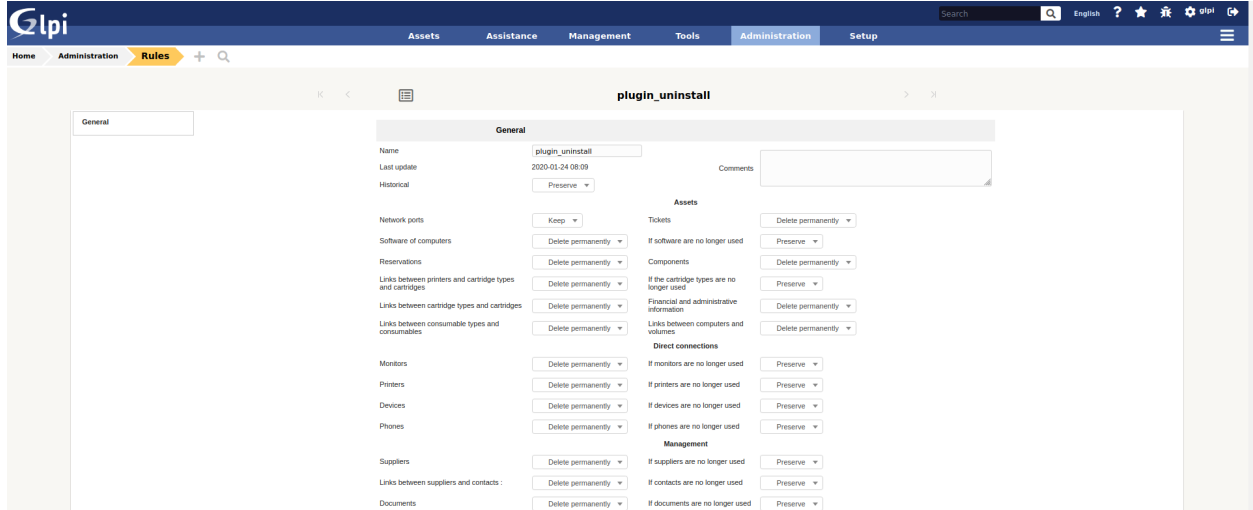 Glpi
Search English ? glpi
Assets Assistance Management Tools Administration Setup
Home Administration Rules
plugin_uninstall
General
General
Name plugin_uninstall
Last update 2020-01-24 08:09 Comments
Historical Preserve
Assets
Network ports Keep Tickets Delete permanently
Software of computers Delete permanently If software are no longer used Preserve
Reservations Delete permanently Components Delete permanently
Links between printers and cartridge types
and cartridges Delete permanently If the cartridge types are no
longer used Preserve
Links between cartridge types and cartridges Delete permanently Financial and administrative
information Delete permanently
Links between consumable types and
consumables Delete permanently Links between computers and
volumes Delete permanently
Direct connections
Monitors Delete permanently If monitors are no longer used Preserve
Printers Delete permanently If printers are no longer used Preserve
Devices Delete permanently If devices are no longer used Preserve
Phones Delete permanently If phones are no longer used Preserve
Management
Suppliers Delete permanently If suppliers are no longer used Preserve
Links between suppliers and contacts : Delete permanently If contacts are no longer used Preserve
Documents Delete permanently If documents are no longer used Preserve